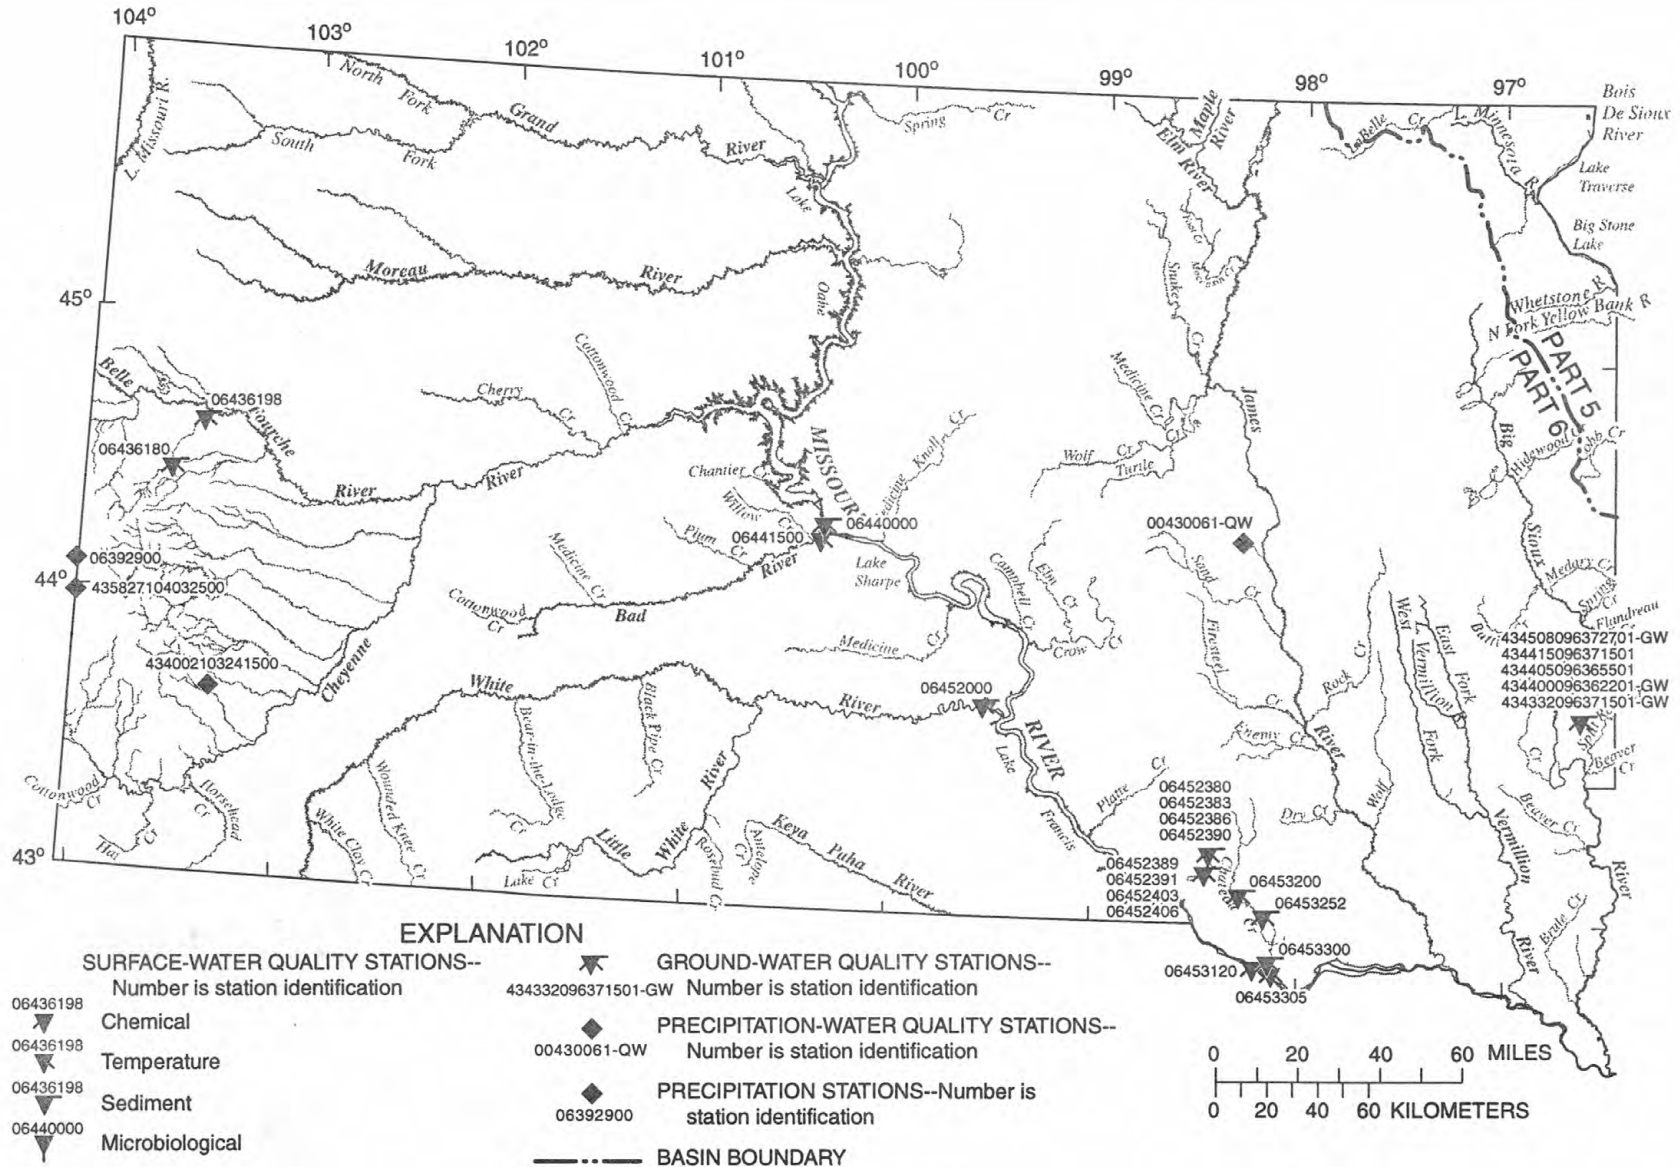 104°
103°
102°
101°
100°
99°
98°
97°
Bois
De Sioux
River
L. Missouri R.
North
Fork
Grand
River
South
Fork
Spring Cr
Maple
River
Elm River
Belle Cr
L. Minnesota R
Lake
Traverse
Big Stone
Lake
Lake
Oahe
Moreau
River
45°
Snake
Cr
Whetstone R
N Fork Yellow Bank R
PART 5
PART 6
Belle
Fourche
River
06436198
06436180
Cherry
Cr
Cottonwood Cr
River
Medicine Cr
James
Wolf
Cr
Turtle
Cr
Big
Hidewood Cr
Cobb Cr
MISSOURI
Chantier
Willow Cr
Plum
Cr
Medicine Knoll Cr
06440000
06441500
River
Lake
Sharpe
00430061-QW
Sioux
06392900
44°
435827104032500
Medicine Cr
Cottonwood
Cr
Bad
Campbell Cr
Elm Cr
Sand
Cr
Medary Cr
Spring
Cr
Flandreau
434508096372701-GW
434415096371501
434405096365501
434400096362201-GW
434332096371501-GW
434002103241500
Cheyenne
Medicine
Cr
Crow
Cr
Firesteel
Cr
West
Fork
L. Vermillion R
East
Fork
White
River
06452000
Rock Cr
Enemy Cr
River
Black Pipe Cr
Bear-in-the-Lodge
Cr
River
RIVER
Lake
Francis
Beaver
Cr
Cottonwood
Cr
Horsehead
Cr
Hat
Cr
Wounded Knee Cr
White Clay Cr
Platte
Cr
06452380
06452383
06452386
06452390
Dry Cr
Wolf
Vermillion
Beaver Cr
43°
Little
White
Lake Cr
Rosebud Cr
Antelope
Cr
Keya
Paha
River
06452389
06452391
06452403
06452406
Choteau
Cr
06453200
06453252
06453300
06453120
06453305
River
Brule Cr
River
EXPLANATION
SURFACE-WATER QUALITY STATIONS--
Number is station identification
06436198
Chemical
06436198
Temperature
06436198
Sediment
06440000
Microbiological
GROUND-WATER QUALITY STATIONS--
434332096371501-GW Number is station identification
PRECIPITATION-WATER QUALITY STATIONS--
00430061-QW Number is station identification
PRECIPITATION STATIONS--Number is
06392900 station identification
BASIN BOUNDARY
0 20 40 60 MILES
0 20 40 60 KILOMETERS